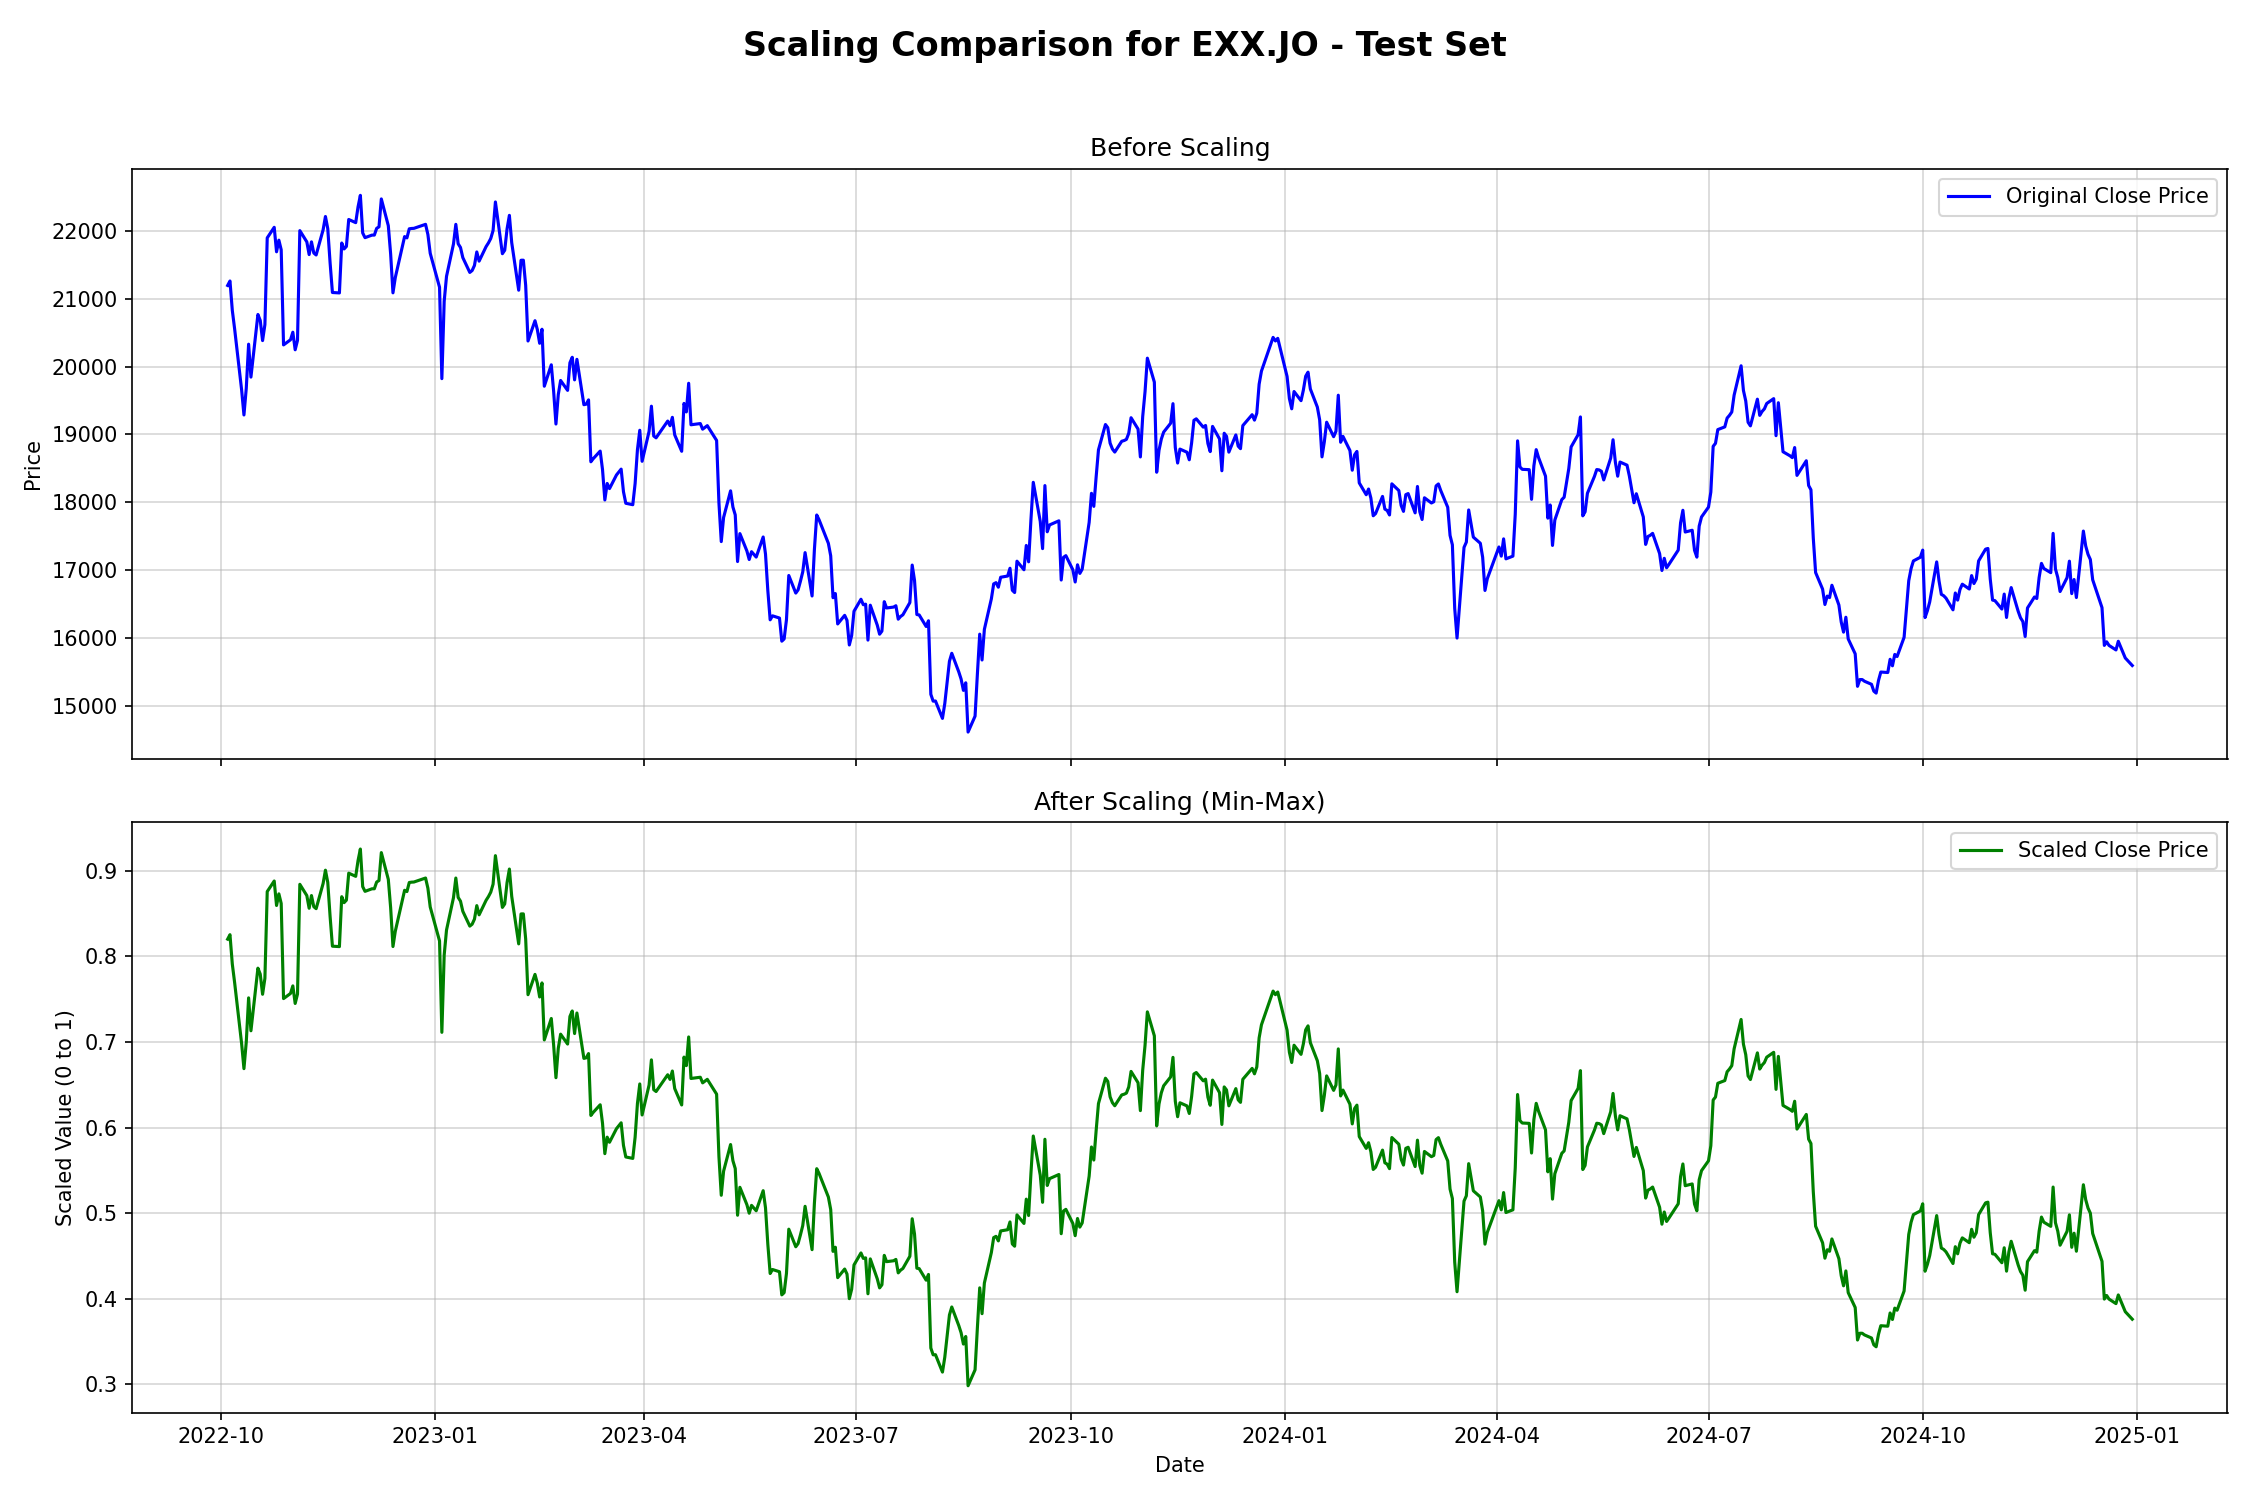 Scaling Comparison for EXX.JO - Test Set
Before Scaling
Original Close Price
Price
22000
21000
20000
19000
18000
17000
16000
15000
After Scaling (Min-Max)
Scaled Close Price
Scaled Value (0 to 1)
0.9
0.8
0.7
0.6
0.5
0.4
0.3
2022-10 2023-01 2023-04 2023-07 2023-10 2024-01 2024-04 2024-07 2024-10 2025-01
Date